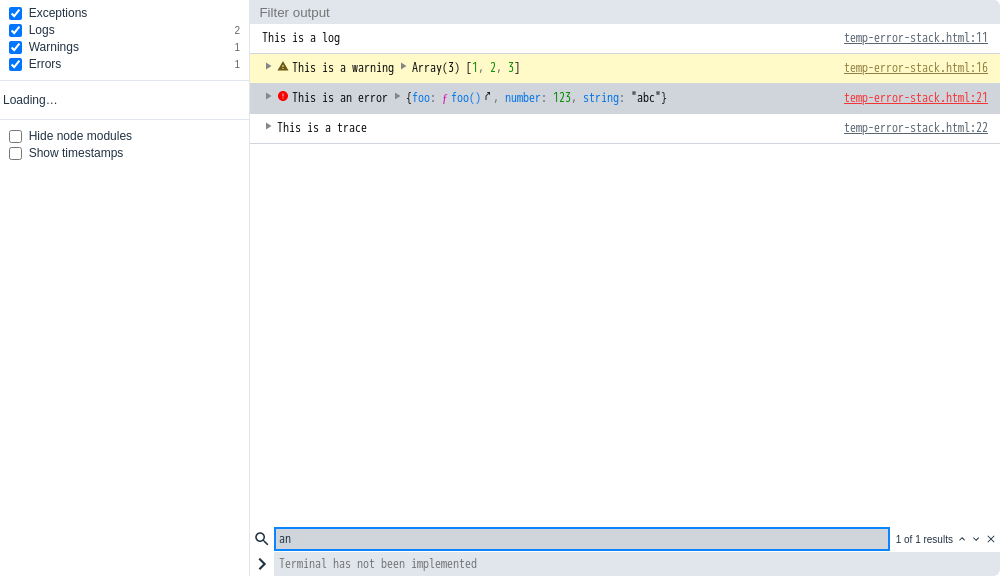 Exceptions
Logs 2
Warnings 1
Errors 1
Loading…
Hide node modules
Show timestamps
Filter output
This is a log temp-error-stack.html:11
This is a warning Array(3) [1, 2, 3] temp-error-stack.html:16
This is an error {foo: ƒ foo(), number: 123, string: "abc"} temp-error-stack.html:21
This is a trace temp-error-stack.html:22
an 1 of 1 results
Terminal has not been implemented